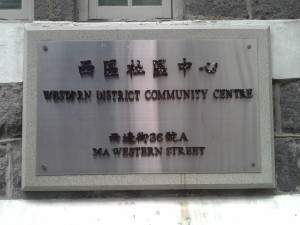 西區社區中心
WESTERN DISTRICT COMMUNITY CENTRE
西邊街36號A
36A WESTERN STREET